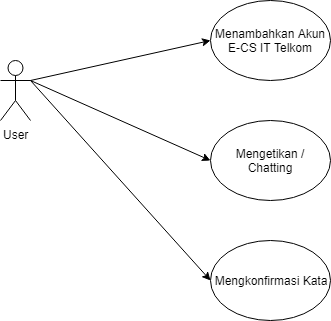 Menambahkan Akun
E-CS IT Telkom
User
Mengetikan /
Chatting
Mengkonfirmasi Kata